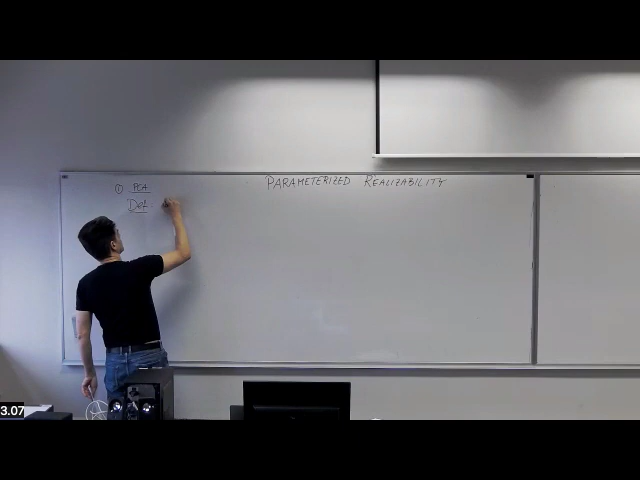 PARAMETERIZED REALIZABILITY
① PCA
Def
3.07